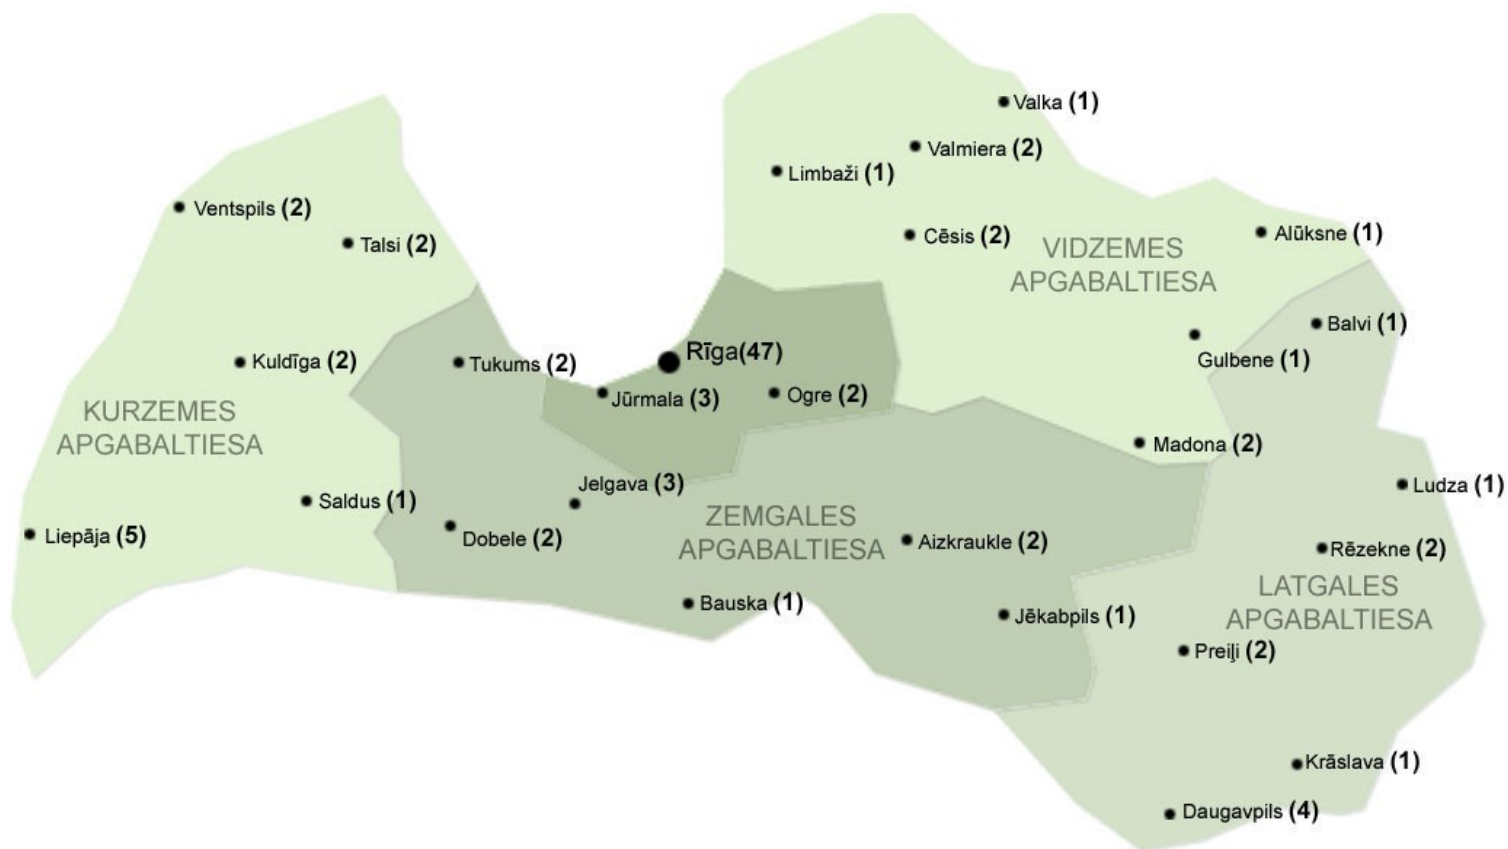 Valka (1)
Valmiera (2)
Limbaži (1)
Ventspils (2)
Talsi (2)
Cēsis (2)
Alūksne (1)
VIDZEMES
APGABALTIESA
Balvi (1)
Rīga(47)
Gulbene (1)
Kuldīga (2)
Tukums (2)
Jūrmala (3)
Ogre (2)
KURZEMES
APGABALTIESA
Madona (2)
Jelgava (3)
Ludza (1)
Saldus (1)
ZEMGALES
APGABALTIESA
Liepāja (5)
Dobele (2)
Aizkraukle (2)
Rēzekne (2)
LATGALES
APGABALTIESA
Bauska (1)
Jēkabpils (1)
Preiļi (2)
Krāslava (1)
Daugavpils (4)